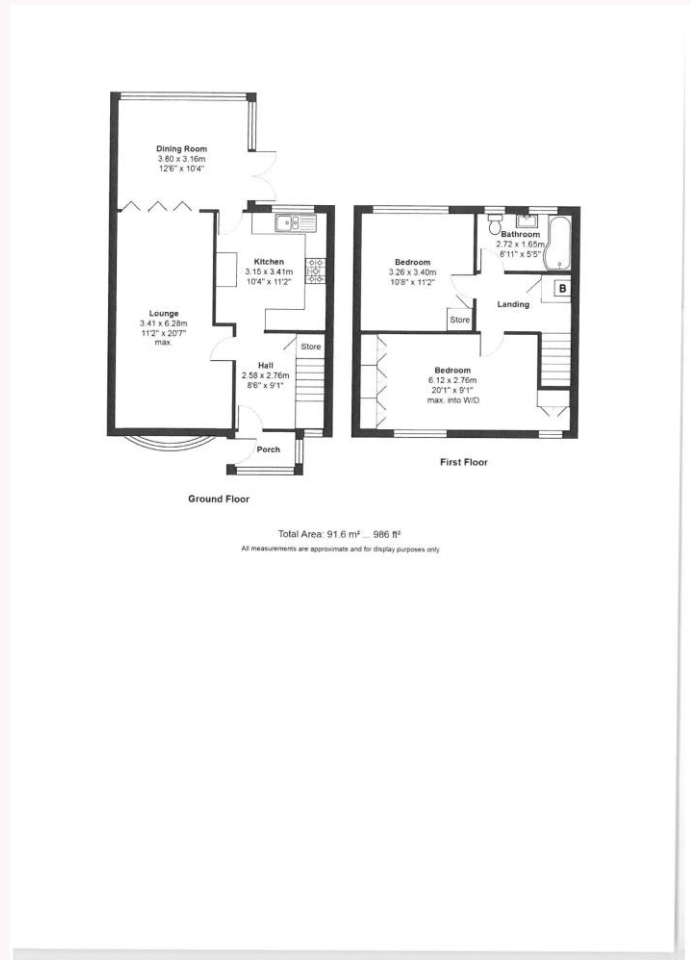 Dining Room
3.80 x 3.16m
12'6" x 10'4"
Kitchen
3.15 x 3.41m
10'4" x 11'2"
Lounge
3.41 x 6.28m
11'2" x 20'7"
max.
Store
Hall
2.58 x 2.76m
8'6" x 9'1"
Porch
Ground Floor
Bathroom
2.72 x 1.65m
8'11" x 5'5"
Bedroom
3.26 x 3.40m
10'8" x 11'2"
B
Landing
Store
Bedroom
6.12 x 2.76m
20'1" x 9'1"
max. into W/D
First Floor
Total Area: 91.6 m² ... 986 ft²
All measurements are approximate and for display purposes only